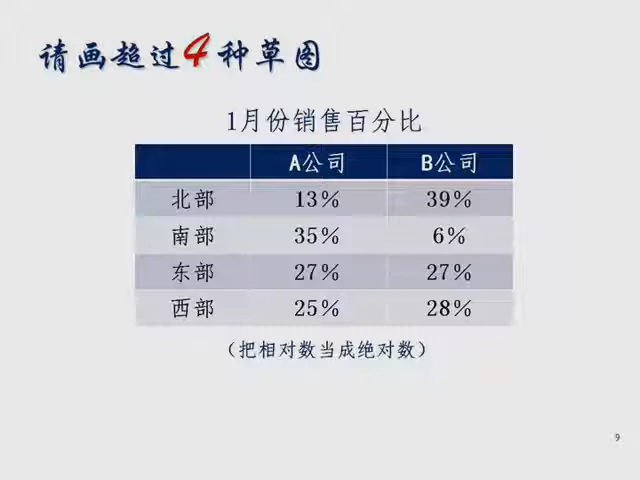 请画超过4种草图
1月份销售百分比
A公司 B公司
北部 13% 39%
南部 35% 6%
东部 27% 27%
西部 25% 28%
（把相对数当成绝对数）
9